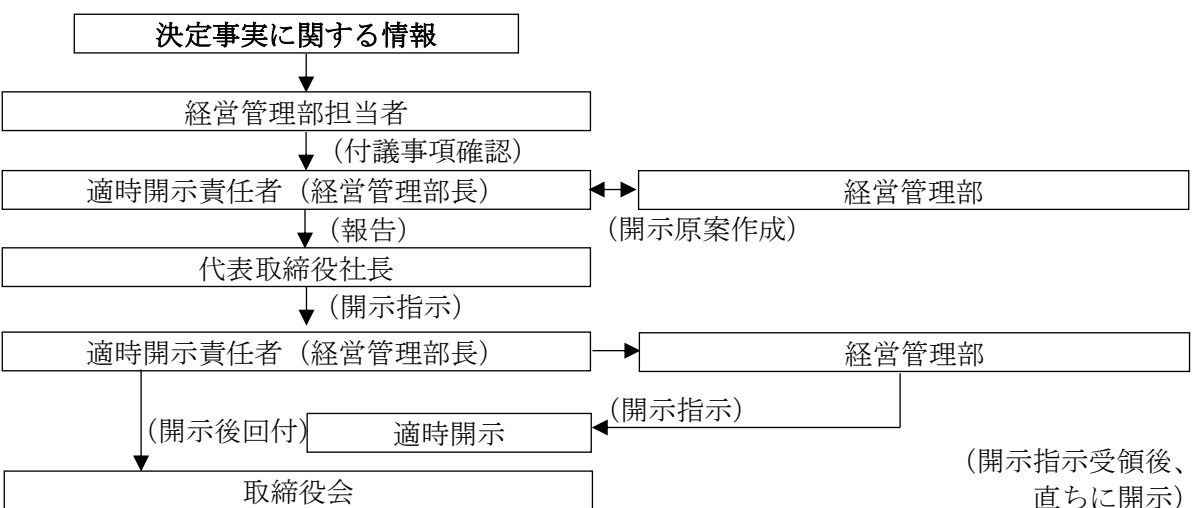 決定事実に関する情報
経営管理部担当者
（付議事項確認）
適時開示責任者（経営管理部長）
経営管理部
（報告）
（開示原案作成）
代表取締役社長
（開示指示）
適時開示責任者（経営管理部長）
経営管理部
（開示指示）
（開示後回付）
適時開示
（開示指示受領後、
直ちに開示）
取締役会